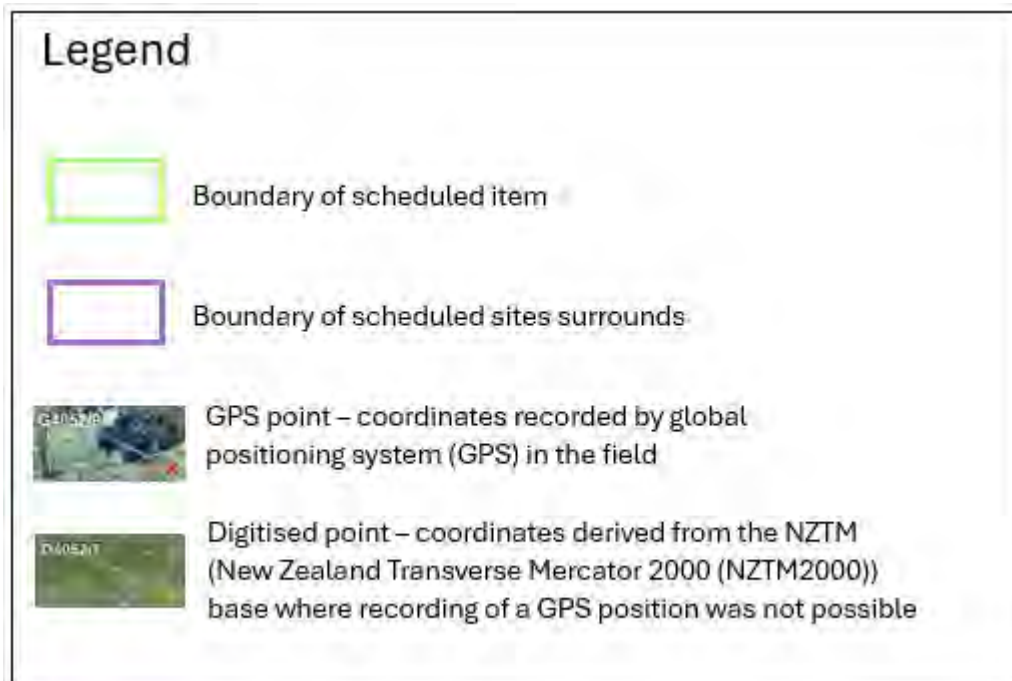 Legend
Boundary of scheduled item
Boundary of scheduled sites surrounds
GPS point – coordinates recorded by global
positioning system (GPS) in the field
Digitised point – coordinates derived from the NZTM
(New Zealand Transverse Mercator 2000 (NZTM2000))
base where recording of a GPS position was not possible